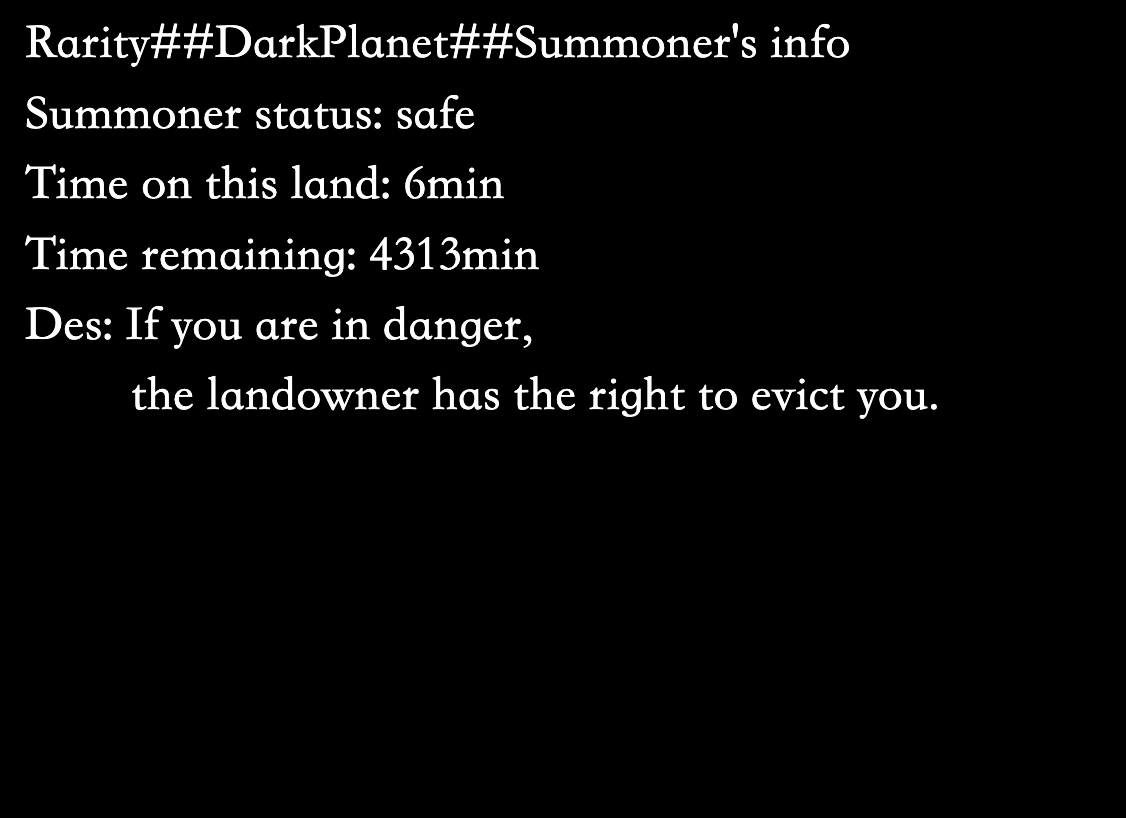 Rarity##DarkPlanet##Summoner's info
Summoner status: safe
Time on this land: 6min
Time remaining: 4313min
Des: If you are in danger,
the landowner has the right to evict you.